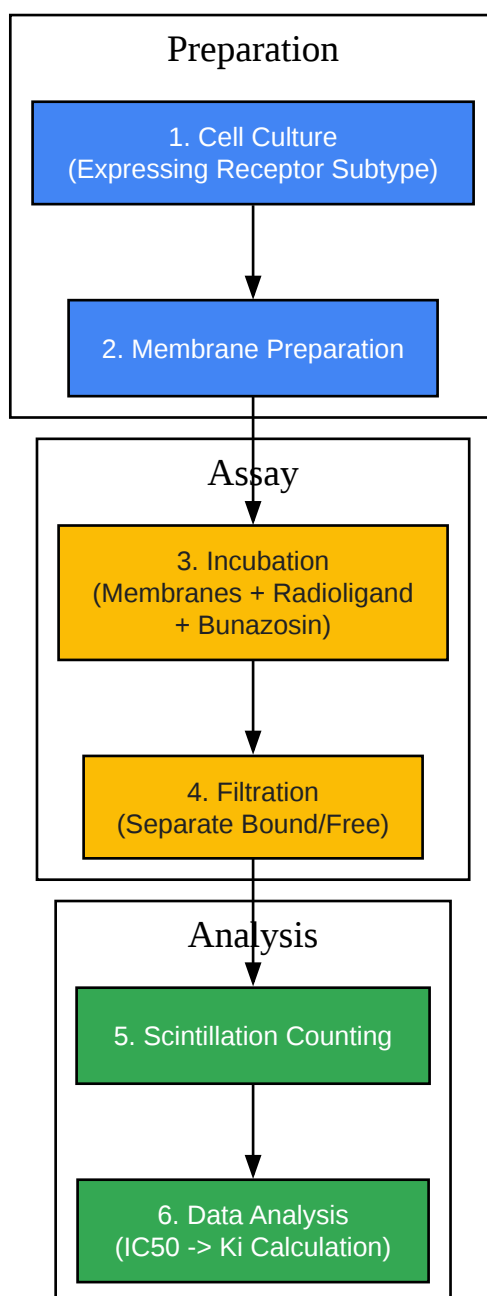 Preparation
1. Cell Culture
(Expressing Receptor Subtype)
2. Membrane Preparation
Assay
3. Incubation
(Membranes + Radioligand
+ Bunazosin)
4. Filtration
(Separate Bound/Free)
Analysis
5. Scintillation Counting
6. Data Analysis
(IC50 -> Ki Calculation)